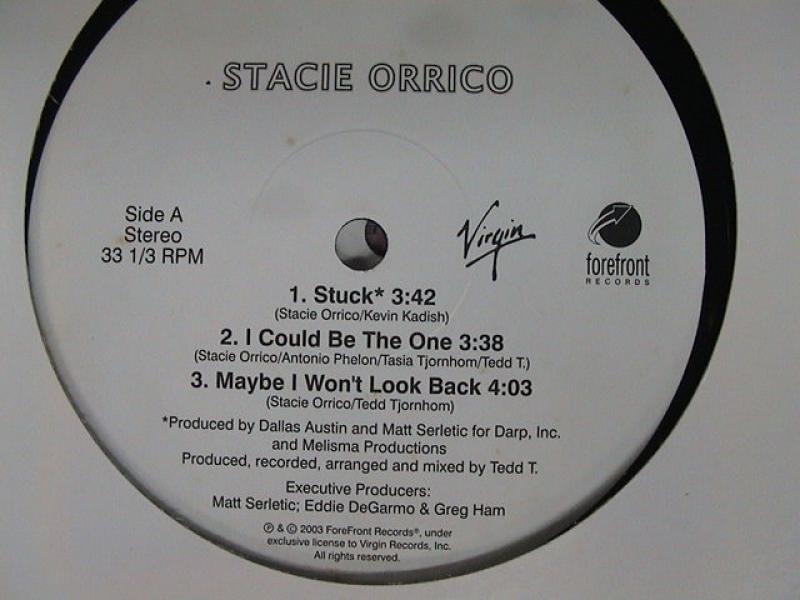 STACIE ORRICO
Side A
Stereo
33 1/3 RPM
Virgin
forefront
RECORDS
1. Stuck* 3:42
(Stacie Orrico/Kevin Kadish)
2. I Could Be The One 3:38
(Stacie Orrico/Antonio Phelon/Tasia Tjornhom/Tedd T.)
3. Maybe I Won't Look Back 4:03
(Stacie Orrico/Tedd Tjornhom)
*Produced by Dallas Austin and Matt Serletic for Darp, Inc.
and Melisma Productions
Produced, recorded, arranged and mixed by Tedd T.
Executive Producers:
Matt Serletic; Eddie DeGarmo & Greg Ham
℗ & © 2003 ForeFront Records®, under
exclusive license to Virgin Records, Inc.
All rights reserved.